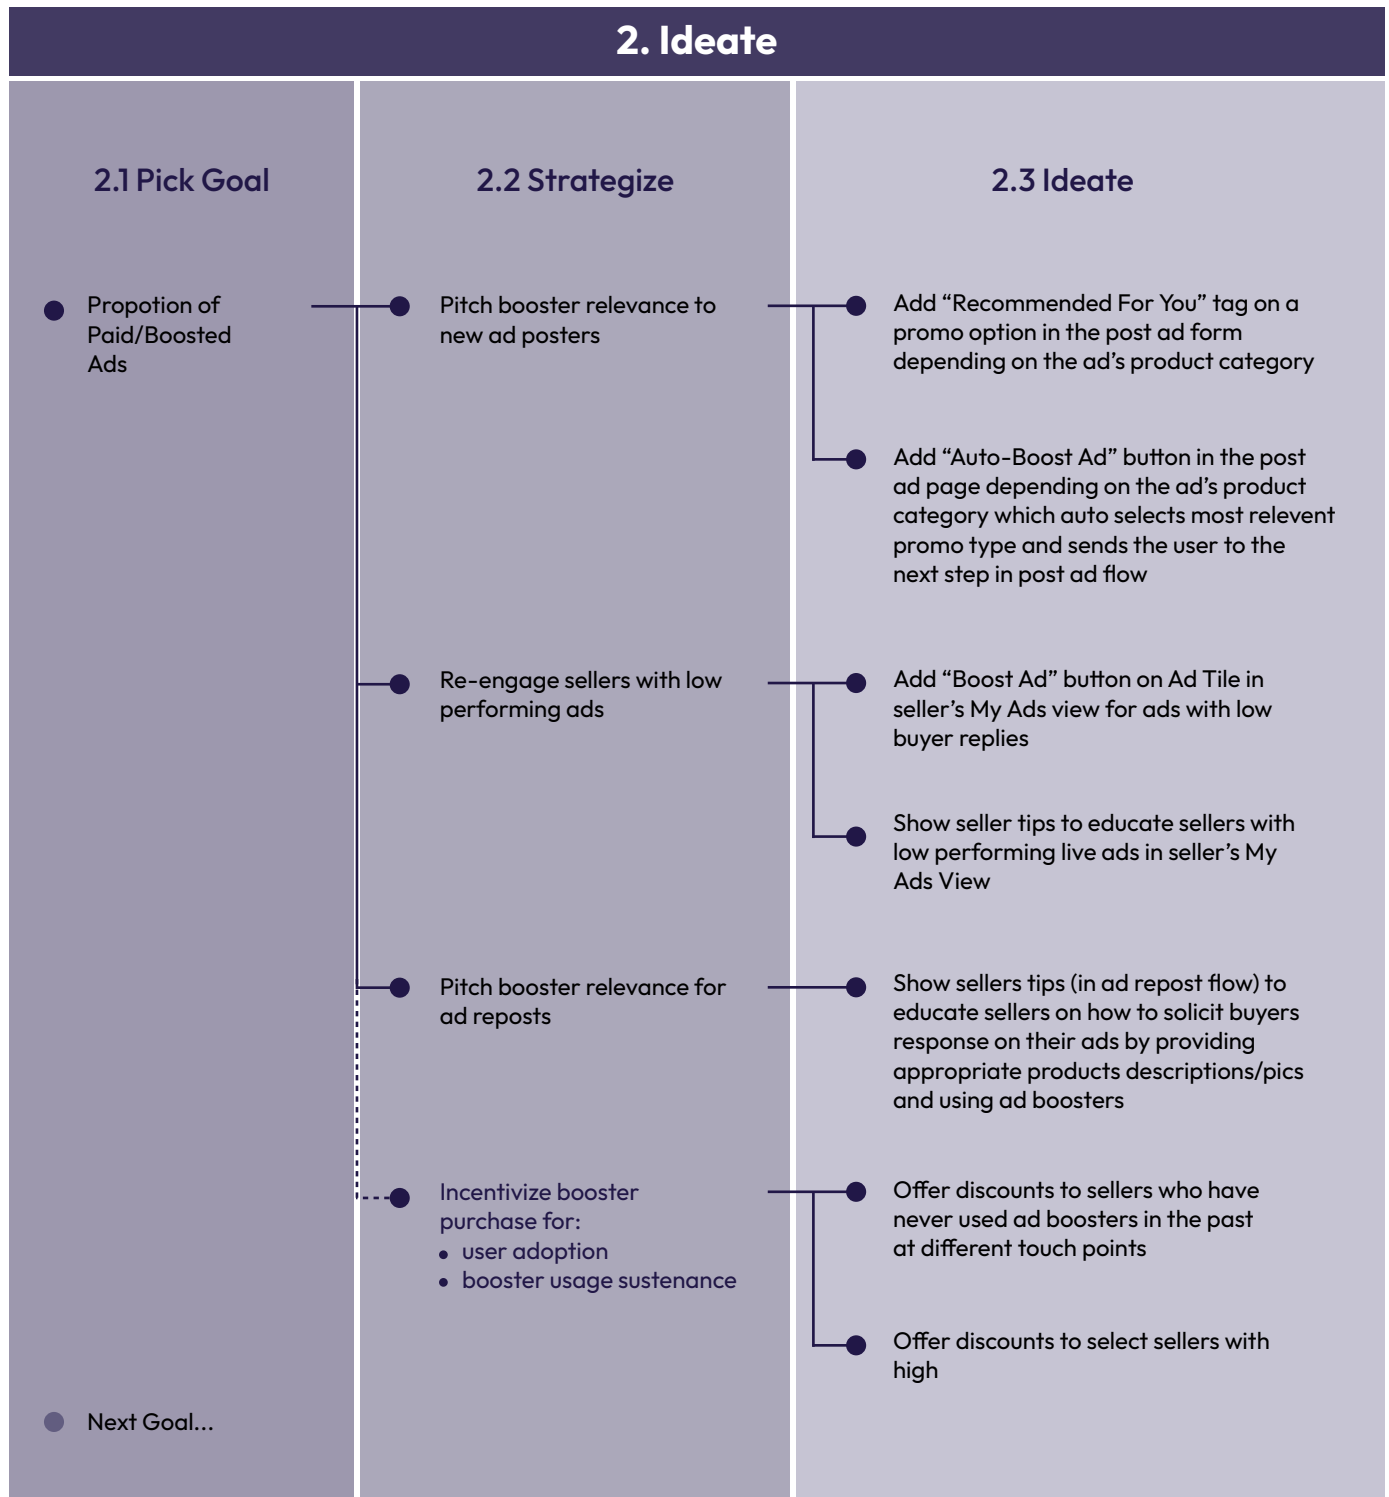 2. Ideate
2.1 Pick Goal
2.2 Strategize
2.3 Ideate
Propotion of
Paid/Boosted
Ads
Pitch booster relevance to
new ad posters
Add “Recommended For You” tag on a
promo option in the post ad form
depending on the ad’s product category
Add “Auto-Boost Ad” button in the post
ad page depending on the ad’s product
category which auto selects most relevent
promo type and sends the user to the
next step in post ad flow
Re-engage sellers with low
performing ads
Add “Boost Ad” button on Ad Tile in
seller’s My Ads view for ads with low
buyer replies
Show seller tips to educate sellers with
low performing live ads in seller’s My
Ads View
Pitch booster relevance for
ad reposts
Show sellers tips (in ad repost flow) to
educate sellers on how to solicit buyers
response on their ads by providing
appropriate products descriptions/pics
and using ad boosters
Incentivize booster
purchase for:
• user adoption
• booster usage sustenance
Offer discounts to sellers who have
never used ad boosters in the past
at different touch points
Offer discounts to select sellers with
high
Next Goal...